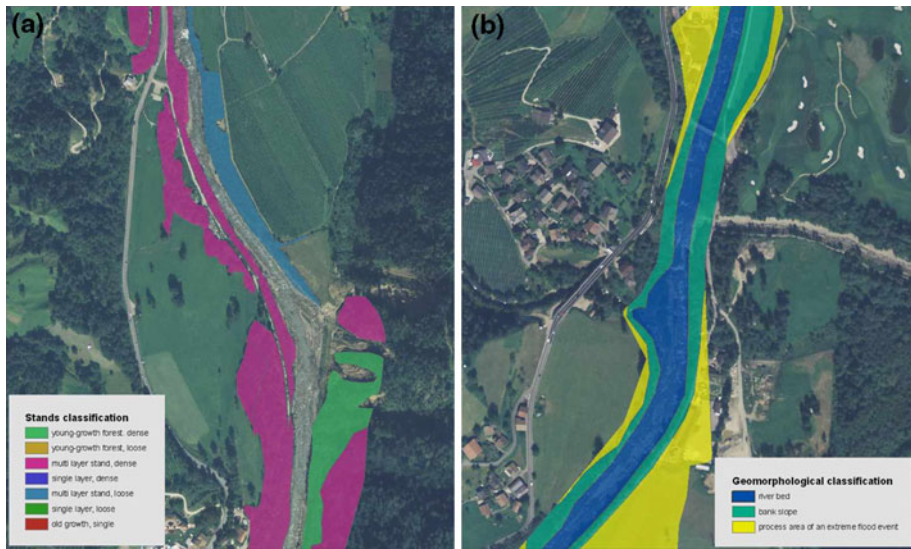 (a)
(b)
Stands classification
young-growth forest. dense
young-growth forest, loose
multi layer stand, dense
single layer, dense
multi layer stand, loose
single layer, loose
old growth, single
Geomorphological classification
river bed
bank slope
process area of an extreme flood event